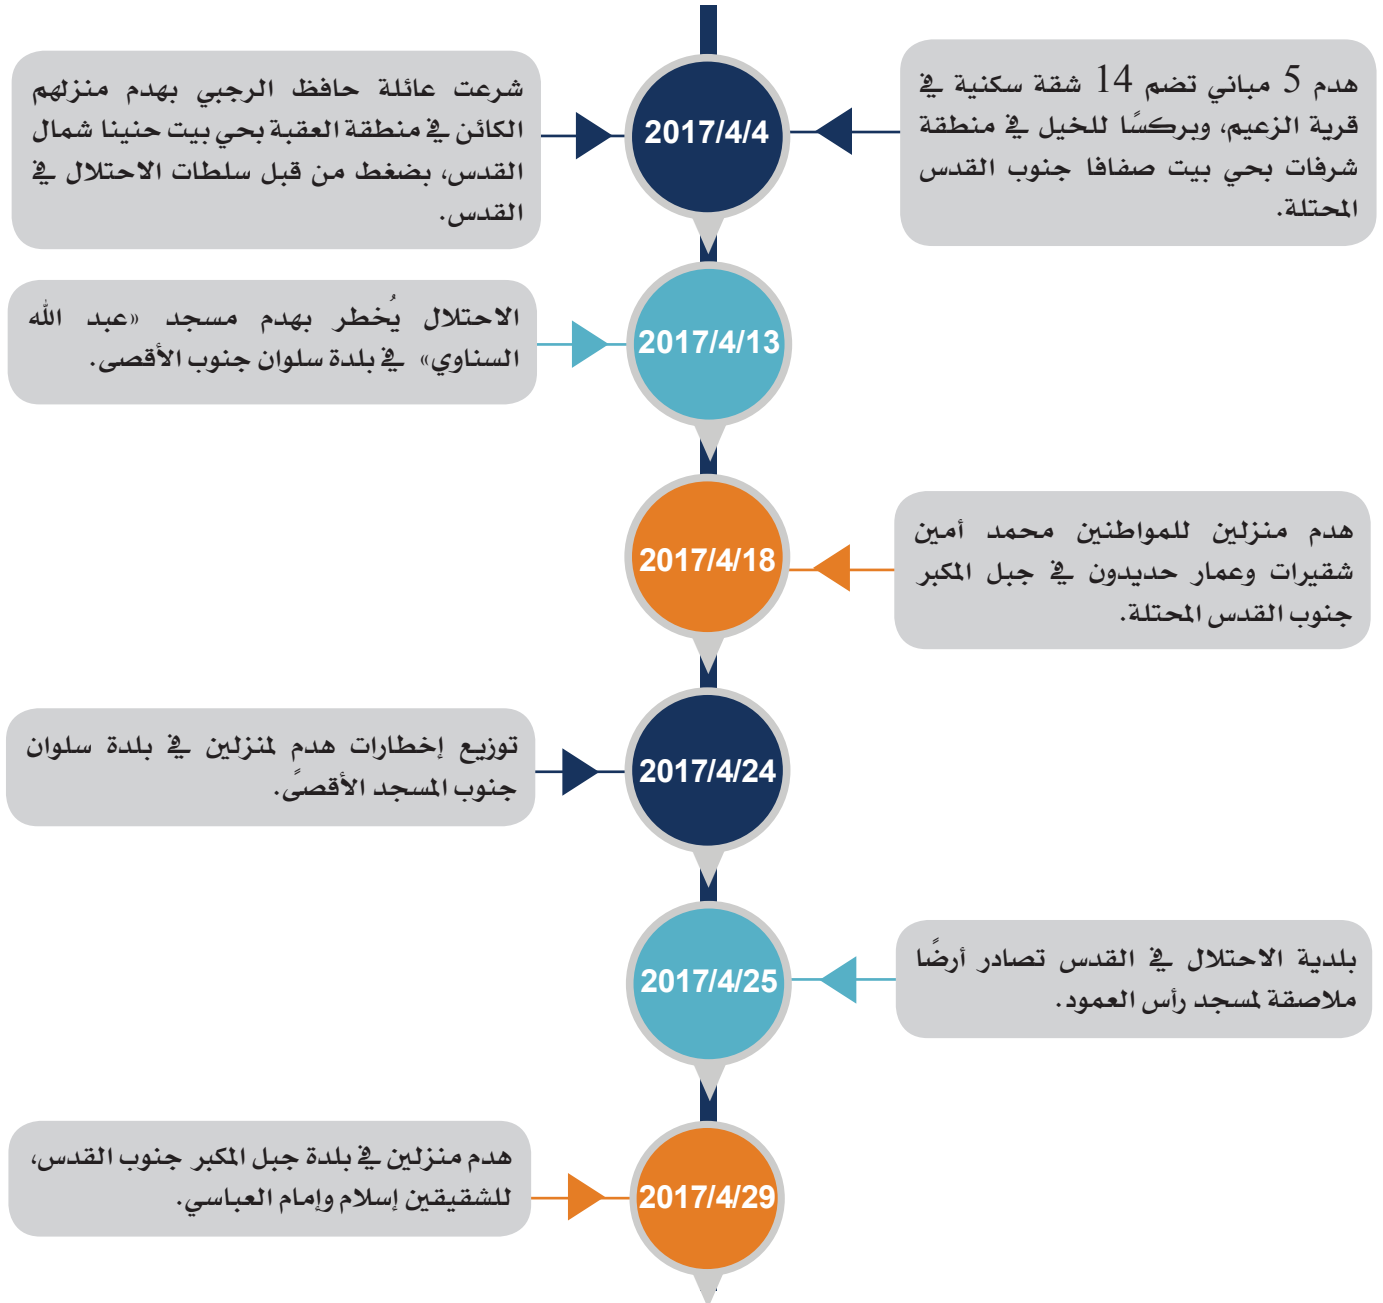 هدم 5 مباني تضم 14 شقة سكنية في
قرية الزعيم، وبركسًا للخيل في منطقة
شرفات بحي بيت صفافا جنوب القدس
المحتلة.
2017/4/4
شرعت عائلة حافظ الرجبي بهدم منزلهم
الكائن في منطقة العقبة بحي بيت حنينا شمال
القدس، بضغط من قبل سلطات الاحتلال في
القدس.
2017/4/13
الاحتلال يُخطر بهدم مسجد «عبد الله
السناوي» في بلدة سلوان جنوب الأقصى.
2017/4/18
هدم منزلين للمواطنين محمد أمين
شقيرات وعمار حديدون في جبل المكبر
جنوب القدس المحتلة.
2017/4/24
توزيع إخطارات هدم لمنزلين في بلدة سلوان
جنوب المسجد الأقصىً.
2017/4/25
بلدية الاحتلال في القدس تصادر أرضًا
ملاصقة لمسجد رأس العمود.
2017/4/29
هدم منزلين في بلدة جبل المكبر جنوب القدس،
للشقيقين إسلام وإمام العباسي.